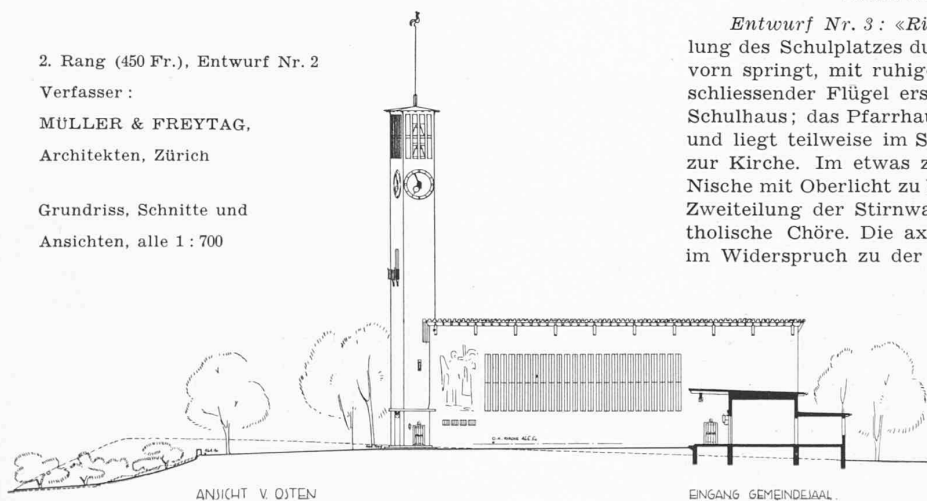 2. Rang (450 Fr.), Entwurf Nr. 2
Verfasser :
MÜLLER & FREYTAG,
Architekten, Zürich
Grundriss, Schnitte und
Ansichten, alle 1 : 700
Entwurf Nr. 3 : «Ri
lung des Schulplatzes du
vorn springt, mit ruhige
schliessender Flügel ers
Schulhaus; das Pfarrhau
und liegt teilweise im S
zur Kirche. Im etwas z
Nische mit Oberlicht zu
Zweiteilung der Stirnwa
tholische Chöre. Die ax
im Widerspruch zu der
ANSICHT V. OSTEN
EINGANG GEMEINDESAAL.